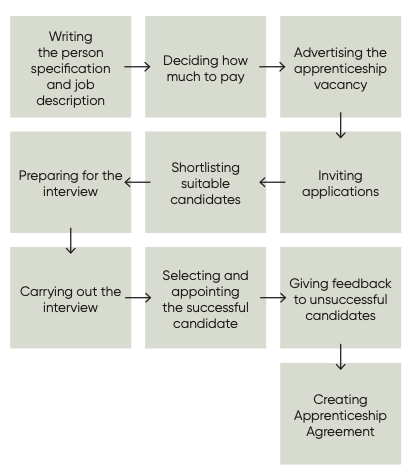 Writing
the person
specification
and job
description
Deciding how
much to pay
Advertising the
apprenticeship
vacancy
Inviting
applications
Shortlisting
suitable
candidates
Preparing for the
interview
Carrying out the
interview
Selecting and
appointing
the successful
candidate
Giving feedback
to unsuccessful
candidates
Creating
Apprenticeship
Agreement